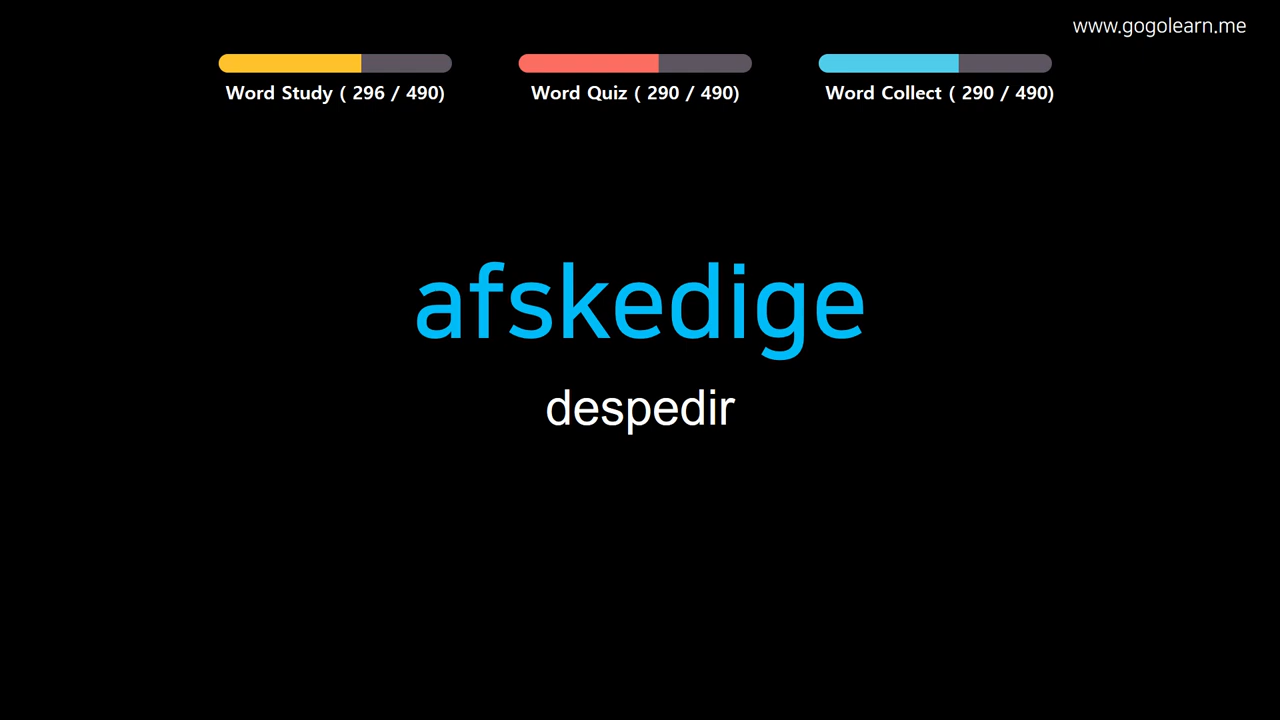 www.gogolearn.me
Word Study ( 296 / 490)
Word Quiz ( 290 / 490)
Word Collect ( 290 / 490)
afskedige
despedir